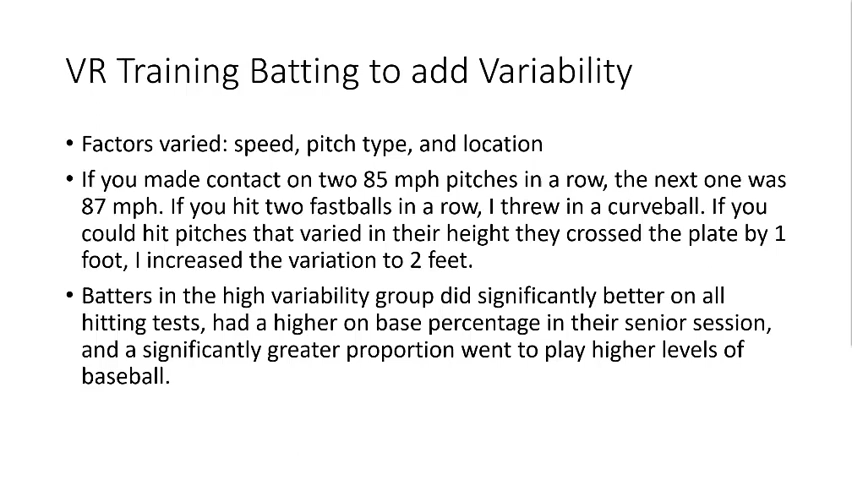 VR Training Batting to add Variability
• Factors varied: speed, pitch type, and location
• If you made contact on two 85 mph pitches in a row, the next one was
87 mph. If you hit two fastballs in a row, I threw in a curveball. If you
could hit pitches that varied in their height they crossed the plate by 1
foot, I increased the variation to 2 feet.
• Batters in the high variability group did significantly better on all
hitting tests, had a higher on base percentage in their senior session,
and a significantly greater proportion went to play higher levels of
baseball.